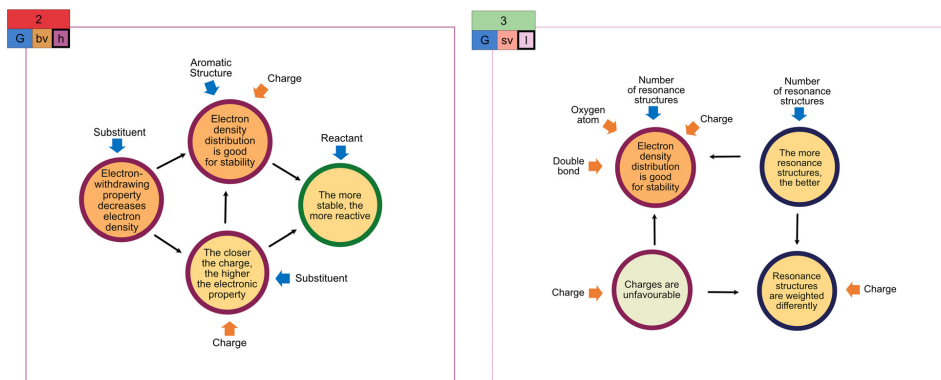 2
G bv h
Aromatic
Structure
Charge
Substituent
Electron
density
distribution
is good
for stability
Reactant
Electron-
withdrawing
property
decreases
electron
density
The more
stable, the
more reactive
The closer
the charge,
the higher
the electronic
property
Substituent
Charge
3
G sv l
Number
of resonance
structures
Number
of resonance
structures
Oxygen
atom
Charge
Double
bond
Electron
density
distribution
is good
for stability
The more
resonance
structures,
the better
Charge
Charges are
unfavourable
Resonance
structures
are weighted
differently
Charge